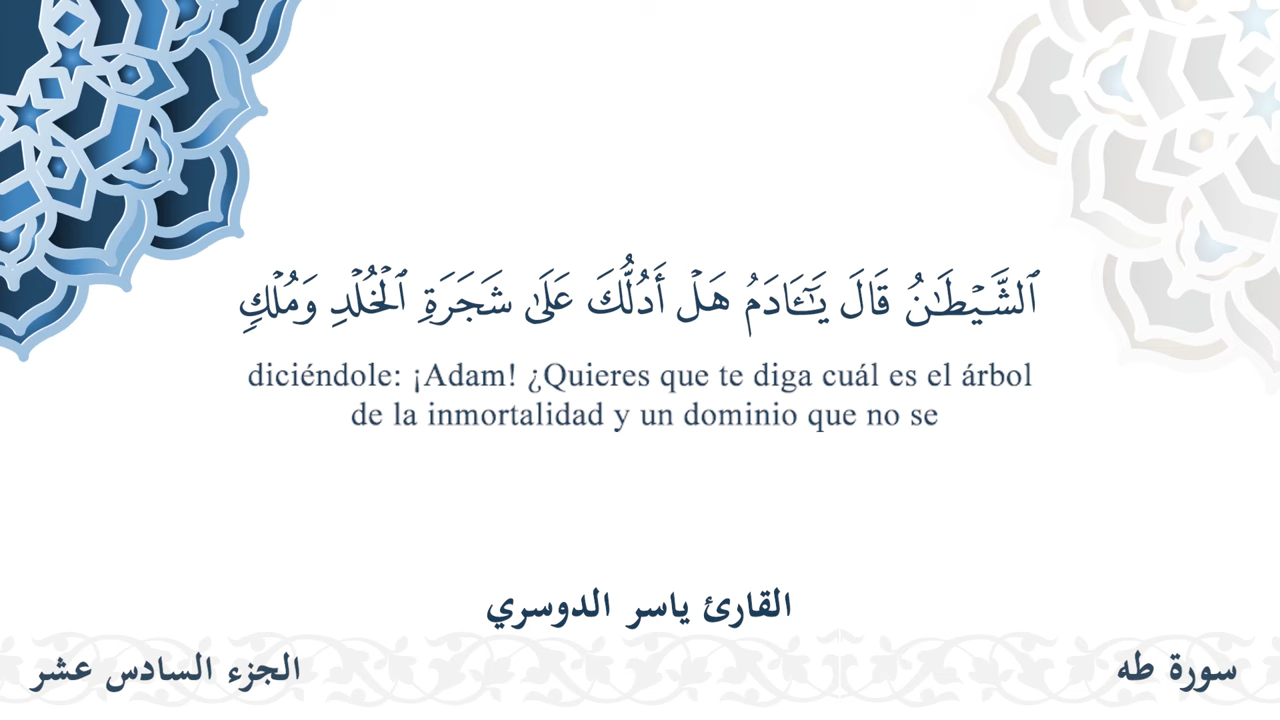 ٱلشَّيۡطَٰنُ قَالَ يَٰٓـَٔادَمُ هَلۡ أَدُلُّكَ عَلَىٰ شَجَرَةِ ٱلۡخُلۡدِ وَمُلۡكٖ
diciéndole: ¡Adam! ¿Quieres que te diga cuál es el árbol
de la inmortalidad y un dominio que no se
القارئ ياسر الدوسري
سورة طه
الجزء السادس عشر